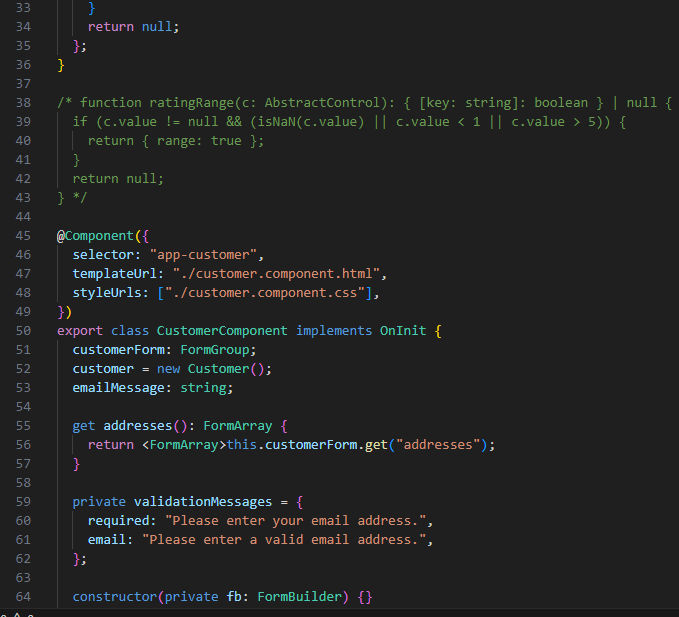 33 }
34 return null;
35 };
36 }
37
38 /* function ratingRange(c: AbstractControl): { [key: string]: boolean } | null {
39 if (c.value != null && (isNaN(c.value) || c.value < 1 || c.value > 5)) {
40 return { range: true };
41 }
42 return null;
43 } */
44
45 @Component({
46 selector: "app-customer",
47 templateUrl: "./customer.component.html",
48 styleUrls: ["./customer.component.css"],
49 })
50 export class CustomerComponent implements OnInit {
51 customerForm: FormGroup;
52 customer = new Customer();
53 emailMessage: string;
54
55 get addresses(): FormArray {
56 return <FormArray>this.customerForm.get("addresses");
57 }
58
59 private validationMessages = {
60 required: "Please enter your email address.",
61 email: "Please enter a valid email address.",
62 };
63
64 constructor(private fb: FormBuilder) {}